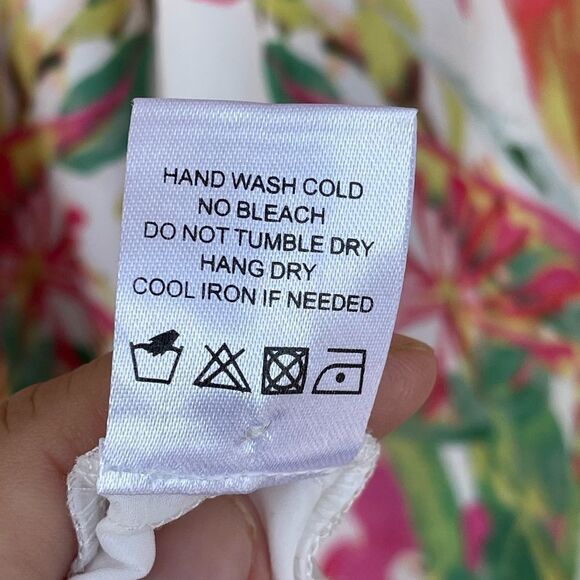 HAND WASH COLD
NO BLEACH
DO NOT TUMBLE DRY
HANG DRY
COOL IRON IF NEEDED